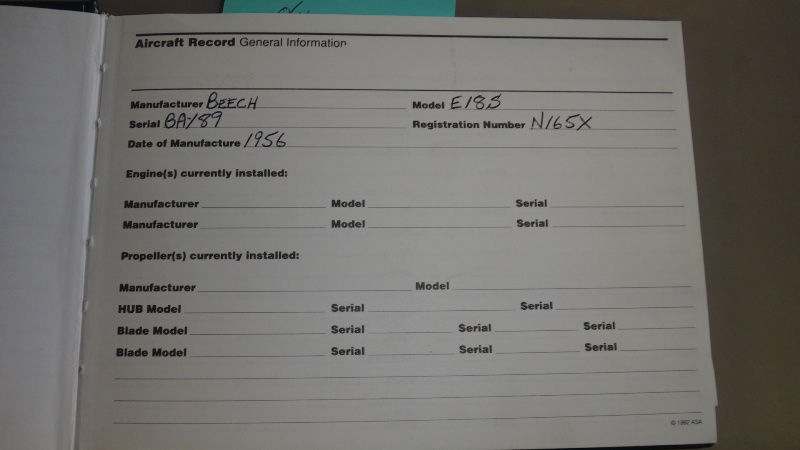 Aircraft Record General Information
Manufacturer BEECH Model E18S
Serial BA189 Registration Number N165X
Date of Manufacture 1956
Engine(s) currently installed:
Manufacturer Model Serial
Manufacturer Model Serial
Propeller(s) currently installed:
Manufacturer Model
HUB Model Serial Serial
Blade Model Serial Serial Serial
Blade Model Serial Serial Serial
© 1992 ASA